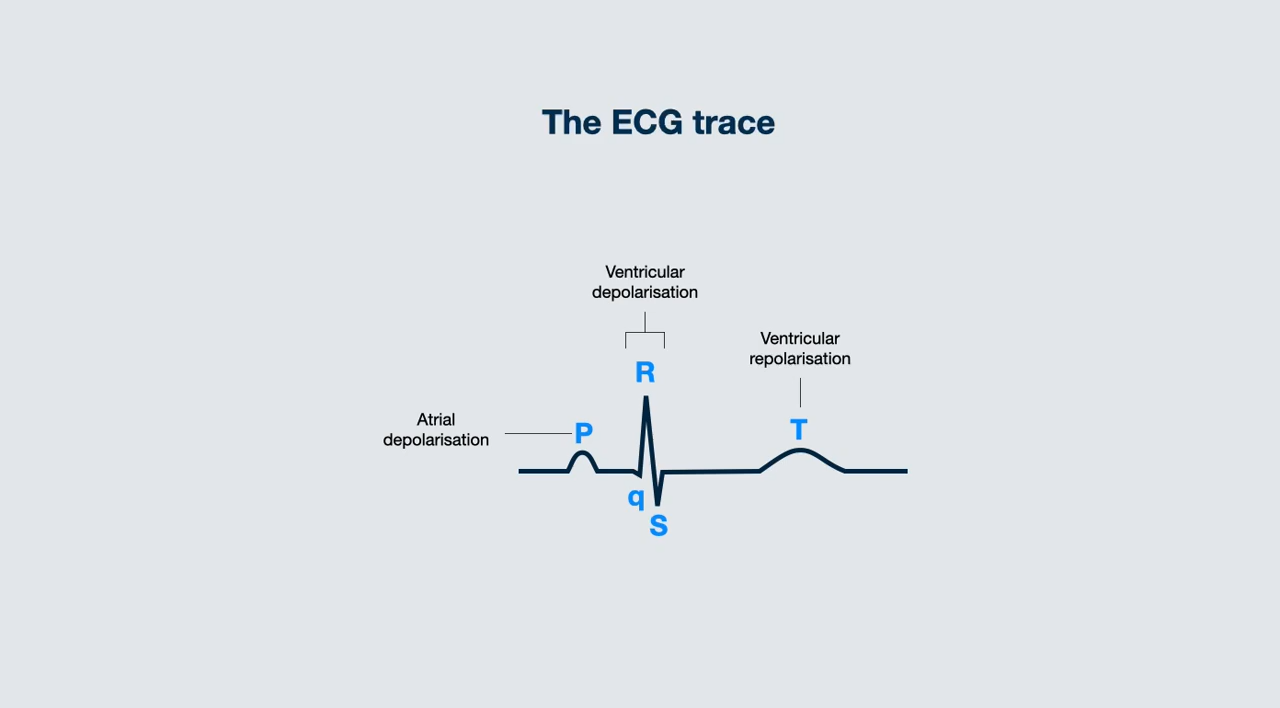 The ECG trace
Ventricular
depolarisation
R
Ventricular
repolarisation
T
Atrial
depolarisation
P
q
S